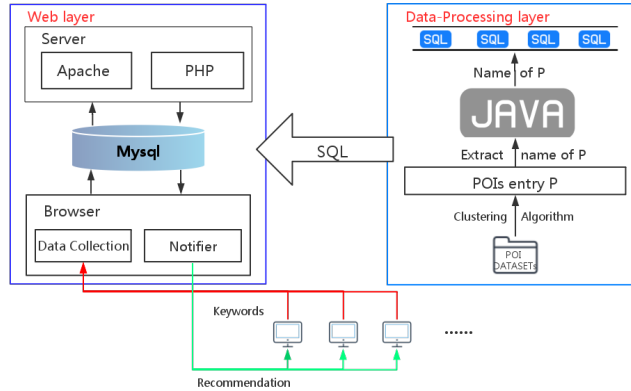 Web layer
Server
Apache
PHP
Mysql
Browser
Data Collection
Notifier
SQL
Data-Processing layer
SQL SQL SQL SQL
Name of P
JAVA
Extract name of P
POIs entry P
Clustering Algorithm
POI
DATASETs
Keywords
......
Recommendation